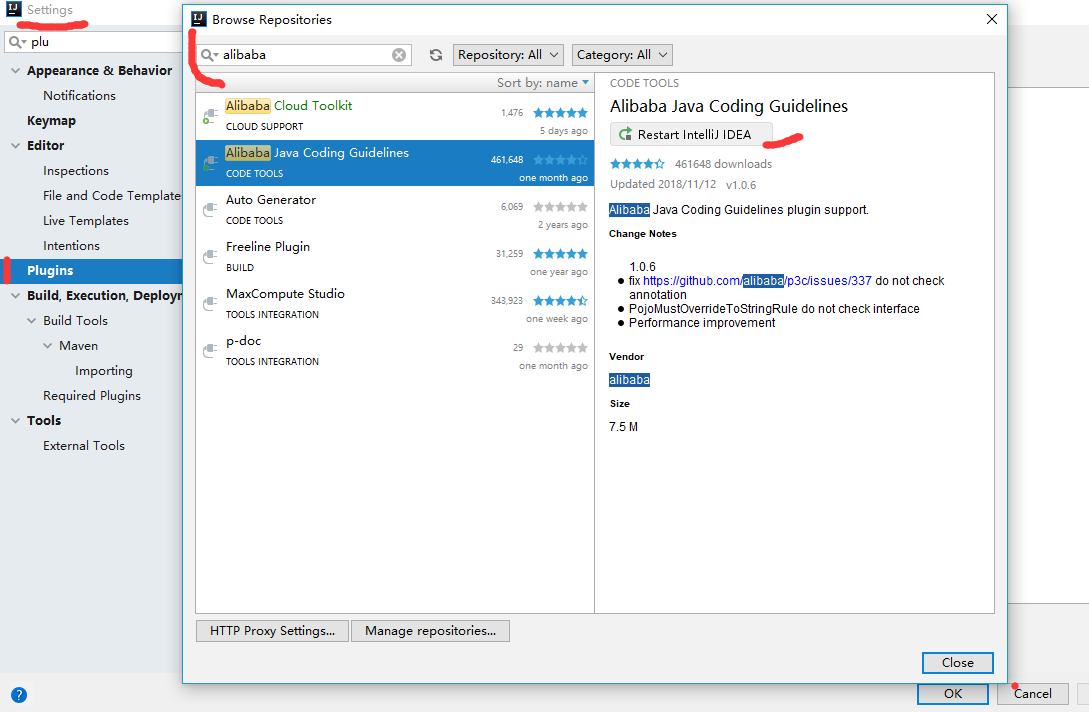 Settings
plu
Appearance & Behavior
Notifications
Keymap
Editor
Inspections
File and Code Template
Live Templates
Intentions
Plugins
Build, Execution, Deployr
Build Tools
Maven
Importing
Required Plugins
Tools
External Tools
Browse Repositories
alibaba
Repository: All
Category: All
Sort by: name
Alibaba Cloud Toolkit 1,476
CLOUD SUPPORT 5 days ago
Alibaba Java Coding Guidelines 461,648
CODE TOOLS one month ago
Auto Generator 6,069
CODE TOOLS 2 years ago
Freeline Plugin 31,259
BUILD one year ago
MaxCompute Studio 343,923
TOOLS INTEGRATION one week ago
p-doc 29
TOOLS INTEGRATION one month ago
CODE TOOLS
Alibaba Java Coding Guidelines
Restart IntelliJ IDEA
461648 downloads
Updated 2018/11/12 v1.0.6
Alibaba Java Coding Guidelines plugin support.
Change Notes
1.0.6
fix https://github.com/alibaba/p3c/issues/337 do not check
annotation
PojoMustOverrideToStringRule do not check interface
Performance improvement
Vendor
alibaba
Size
7.5 M
HTTP Proxy Settings...
Manage repositories...
Close
OK
Cancel
?